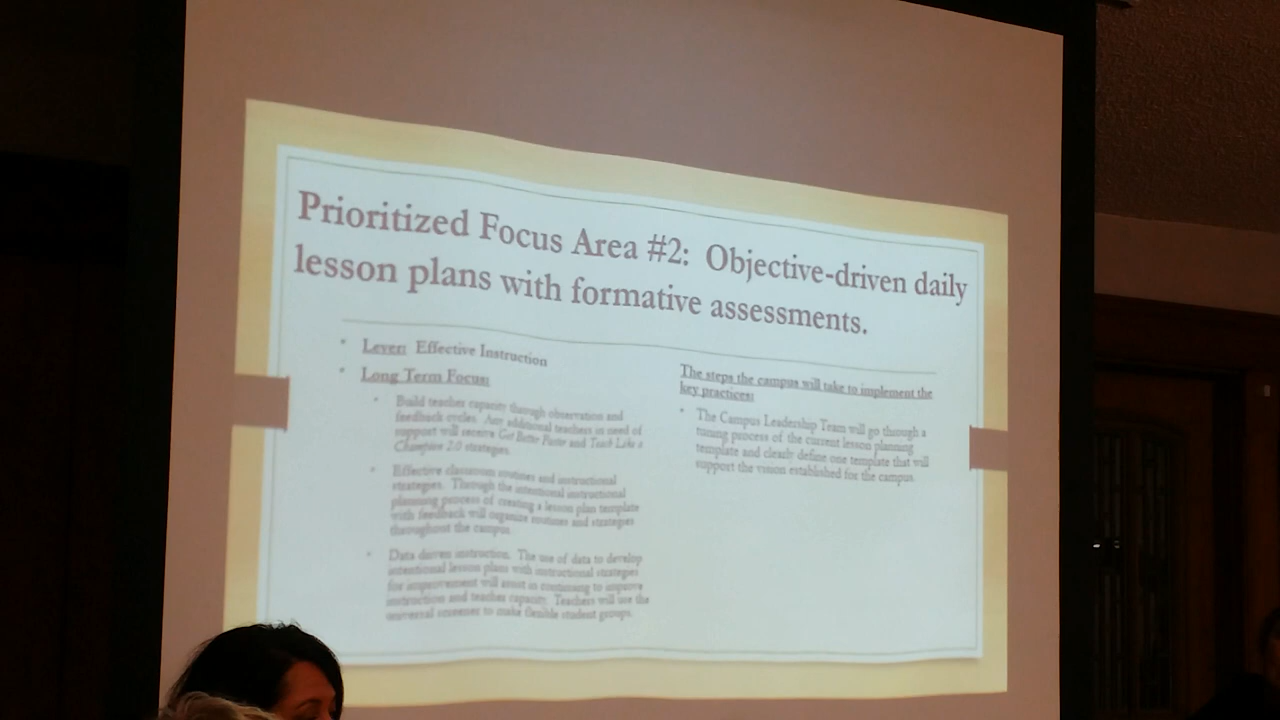 Prioritized Focus Area #2: Objective-driven daily
lesson plans with formative assessments.
• Lever: Effective Instruction
• Long Term Focus:
• Build teacher capacity through observation and
feedback cycles. Any additional teachers in need of
support will receive Get Better Faster and Teach Like a
Champion 2.0 strategies.
• Effective classroom routines and instructional
strategies. Through the intentional instructional
planning process of creating a lesson plan template
with feedback will organize routines and strategies
throughout the campus.
• Data driven instruction. The use of data to develop
intentional lesson plans with instructional strategies
for improvement will assist in continuing to improve
instruction and teacher capacity. Teachers will use the
universal screener to make flexible student groups.
The steps the campus will take to implement the
key practices:
• The Campus Leadership Team will go through a
tuning process of the current lesson planning
template and clearly define one template that will
support the vision established for the campus.